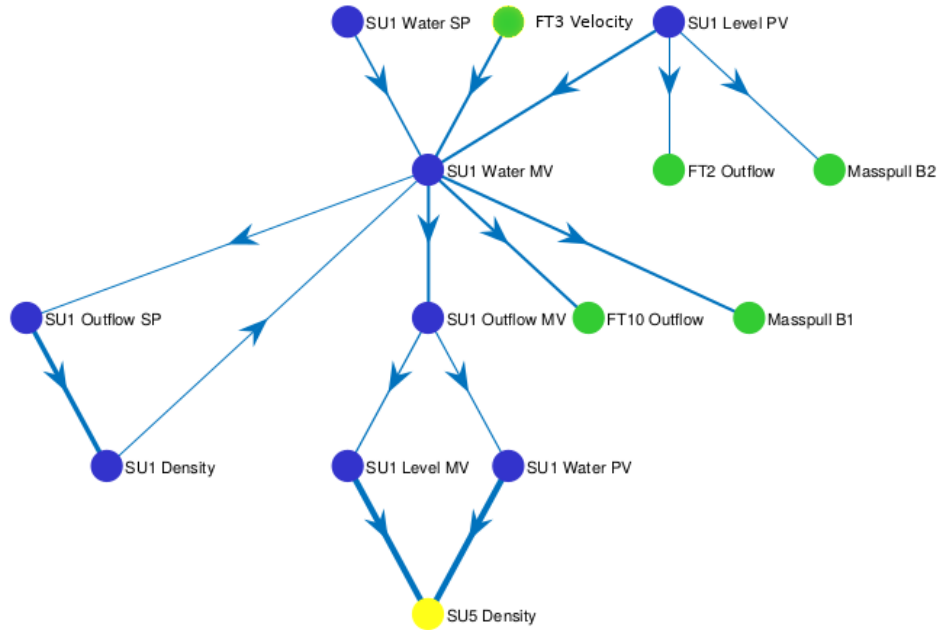 SU1 Water SP
FT3 Velocity
SU1 Level PV
SU1 Water MV
FT2 Outflow
Masspull B2
SU1 Outflow SP
SU1 Outflow MV
FT10 Outflow
Masspull B1
SU1 Density
SU1 Level MV
SU1 Water PV
SU5 Density